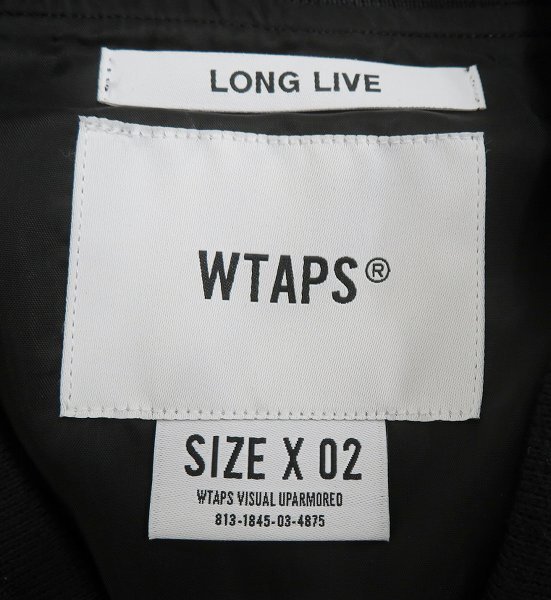 LONG LIVE
WTAPS®
SIZE X 02
WTAPS VISUAL UPARMORED
813-1845-03-4875